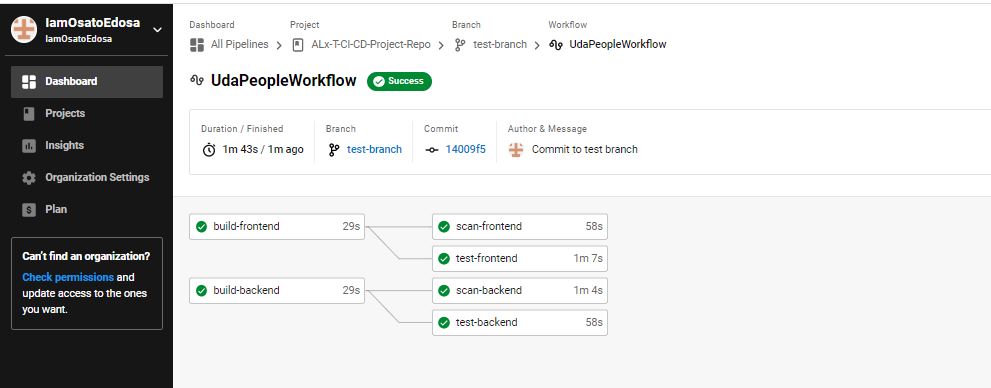 IamOsatoEdosa
IamOsatoEdosa
Dashboard
Projects
Insights
Organization Settings
Plan
Can't find an organization?
Check permissions and
update access to the ones
you want.
Dashboard Project Branch Workflow
All Pipelines ALx-T-CI-CD-Project-Repo test-branch UdaPeopleWorkflow
UdaPeopleWorkflow Success
Duration / Finished Branch Commit Author & Message
1m 43s / 1m ago test-branch 14009f5 Commit to test branch
build-frontend 29s scan-frontend 58s
test-frontend 1m 7s
build-backend 29s scan-backend 1m 4s
test-backend 58s